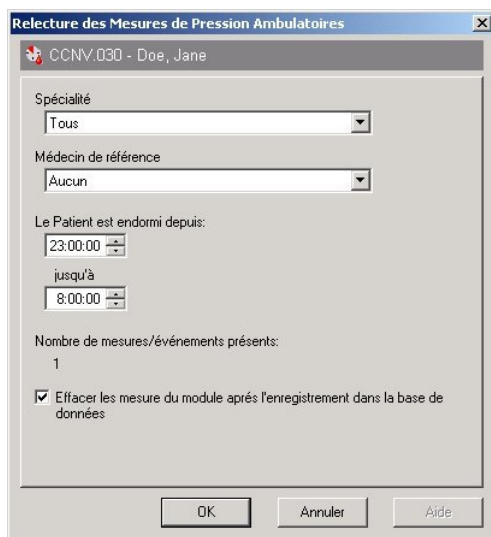 Relecture des Mesures de Pression Ambulatoires
CCNV.030 - Doe, Jane
Spécialité
Tous
Médecin de référence
Aucun
Le Patient est endormi depuis:
23:00:00
jusqu'à
8:00:00
Nombre de mesures/événements présents:
1
Effacer les mesure du module aprés l'enregistrement dans la base de
données
OK Annuler Aide